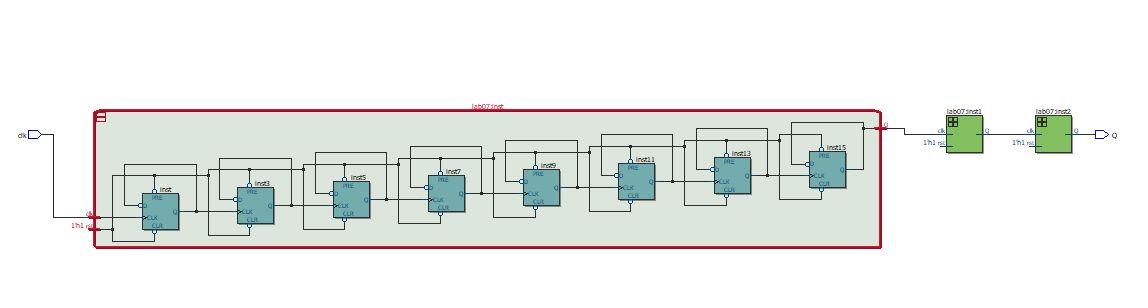 lab07:inst
clk
clk
1'h1 rst
inst
PRE
D
CLK
Q
CLR
inst3
PRE
D
CLK
Q
CLR
inst5
PRE
D
CLK
Q
CLR
inst7
PRE
D
CLK
Q
CLR
inst9
PRE
D
CLK
Q
CLR
inst11
PRE
D
CLK
Q
CLR
inst13
PRE
D
CLK
Q
CLR
inst15
PRE
D
CLK
Q
CLR
Q
lab07:inst1
clk
Q
1'h1 rst
lab07:inst2
clk
Q
1'h1 rst
Q